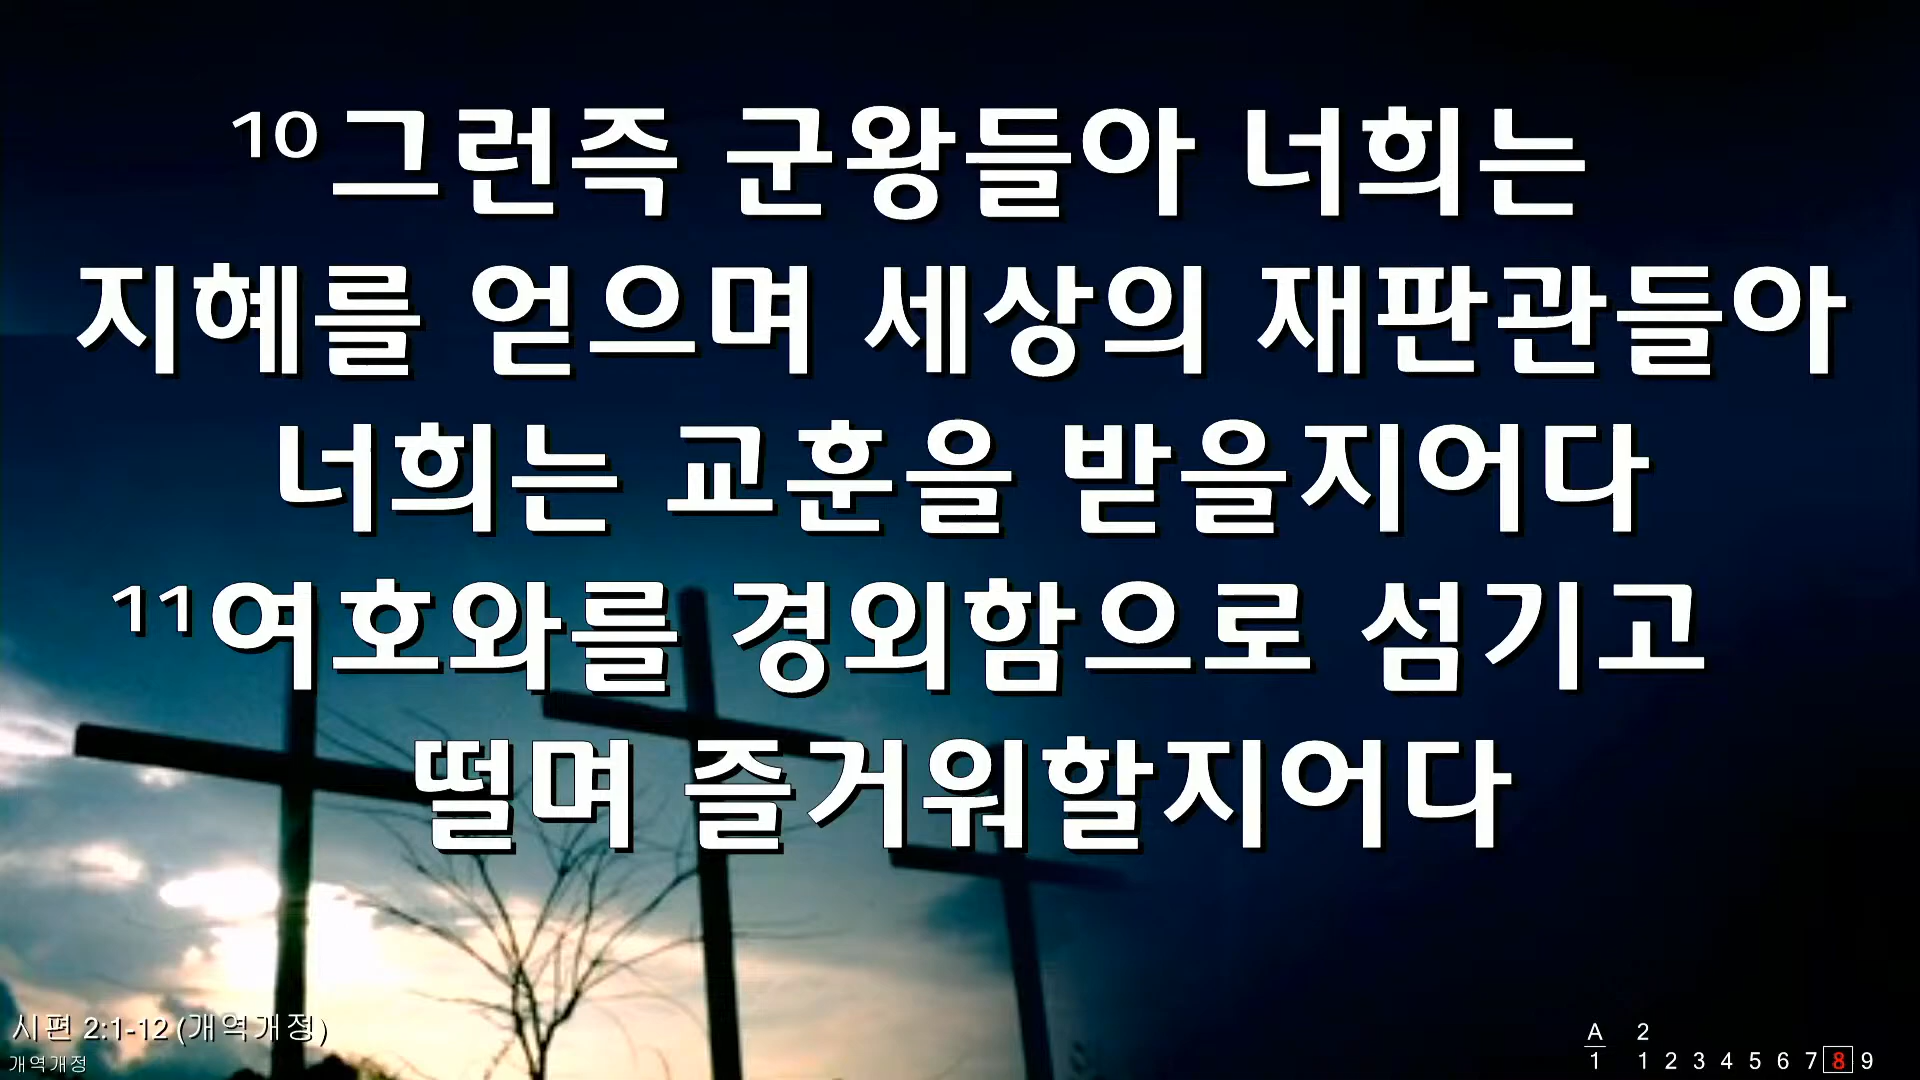 10그런즉 군왕들아 너희는
지혜를 얻으며 세상의 재판관들아
너희는 교훈을 받을지어다
11여호와를 경외함으로 섬기고
떨며 즐거워할지어다
시편 2:1-12 (개역개정)
개역개정
A 2
1 1 2 3 4 5 6 7 8 9